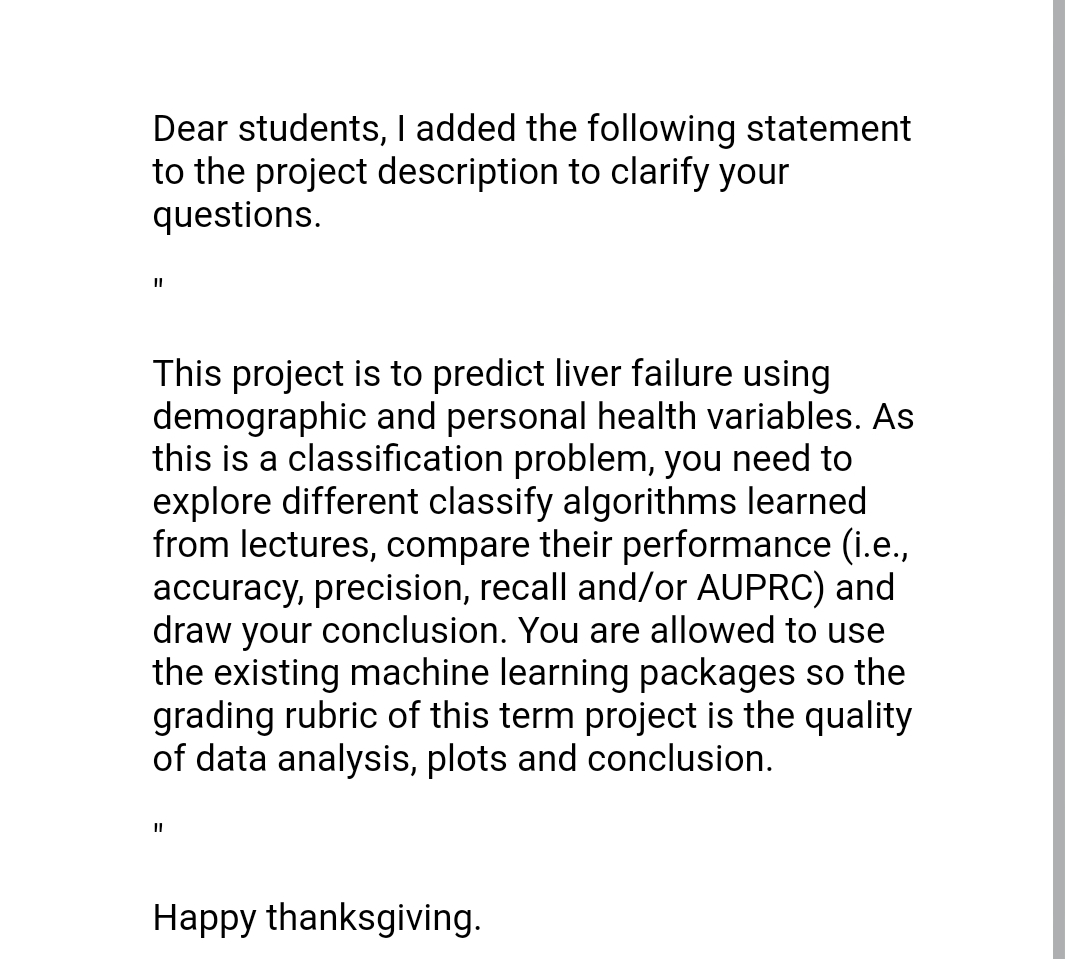 Dear students, I added the following statement
to the project description to clarify your
questions.
"
This project is to predict liver failure using
demographic and personal health variables. As
this is a classification problem, you need to
explore different classify algorithms learned
from lectures, compare their performance (i.e.,
accuracy, precision, recall and/or AUPRC) and
draw your conclusion. You are allowed to use
the existing machine learning packages so the
grading rubric of this term project is the quality
of data analysis, plots and conclusion.
"
Happy thanksgiving.